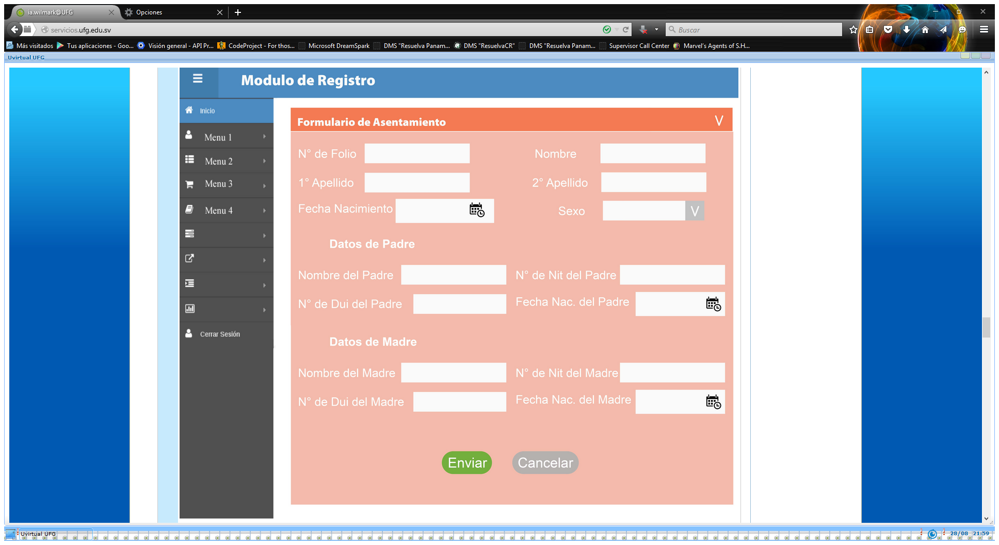 ia.wilmark@UFG
Opciones
servicios.ufg.edu.sv
Buscar
Más visitados
Tus aplicaciones - Goo...
Visión general - API Pr...
CodeProject - For thos...
Microsoft DreamSpark
DMS "Resuelva Panam...
DMS "ResuelvaCR"
DMS "Resuelva Panam...
Supervisor Call Center
Marvel's Agents of S.H...
Uvirtual UFG
Modulo de Registro
Inicio
Menu 1
Menu 2
Menu 3
Menu 4
Cerrar Sesión
Formulario de Asentamiento V
N° de Folio
Nombre
1° Apellido
2° Apellido
Fecha Nacimiento
Sexo
V
Datos de Padre
Nombre del Padre
N° de Nit del Padre
N° de Dui del Padre
Fecha Nac. del Padre
Datos de Madre
Nombre del Madre
N° de Nit del Madre
N° de Dui del Madre
Fecha Nac. del Madre
Enviar
Cancelar
Uvirtual UFG
28/08 21:59